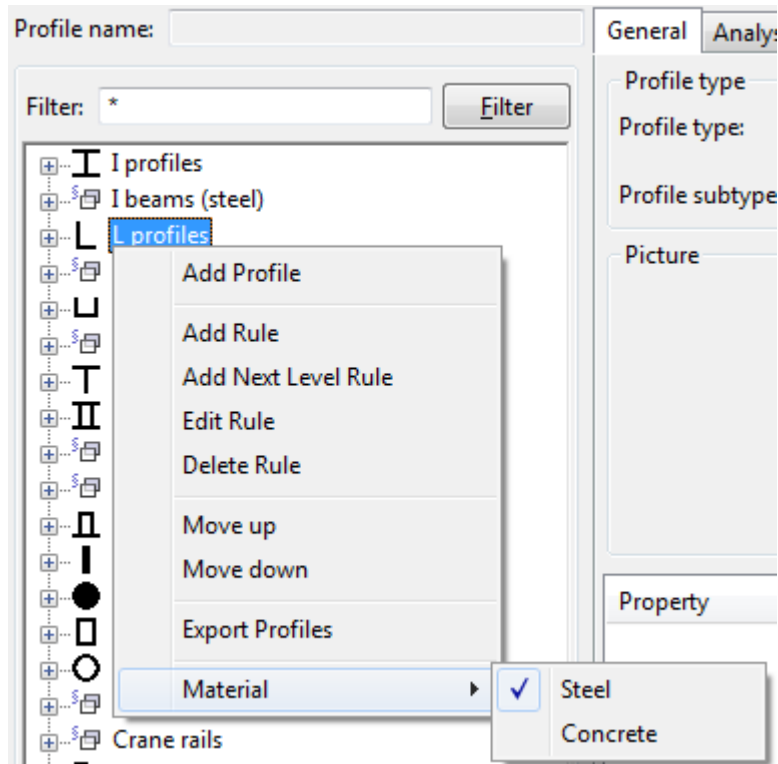 Profile name:
General
Analys
Profile type
Filter: *
Filter
Profile type:
I profiles
I beams (steel)
Profile subtype
L profiles
Picture
Add Profile
Add Rule
Add Next Level Rule
Edit Rule
Delete Rule
Move up
Move down
Export Profiles
Property
Material
Steel
Concrete
Crane rails